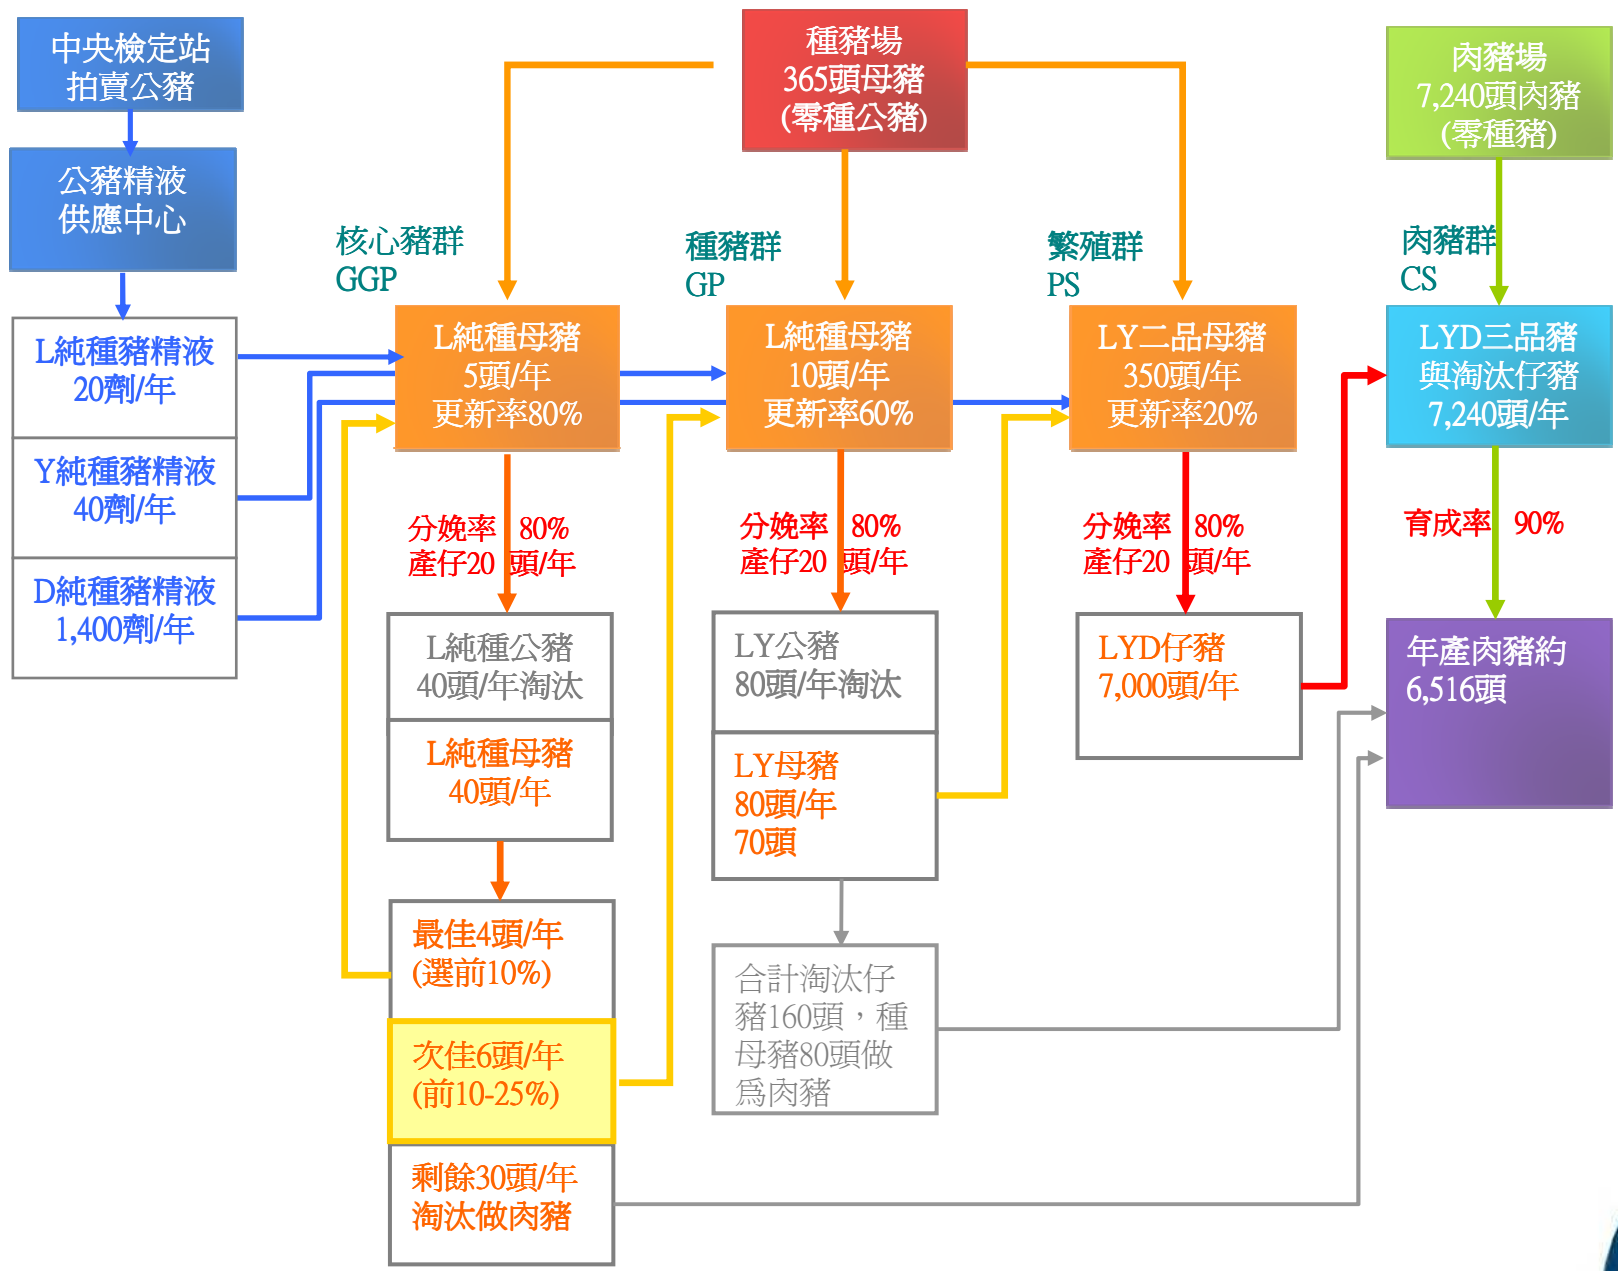 中央檢定站
拍賣公豬
公豬精液
供應中心
L純種豬精液
20劑/年
Y純種豬精液
40劑/年
D純種豬精液
1,400劑/年
種豬場
365頭母豬
(零種公豬)
核心豬群
GGP
L純種母豬
5頭/年
更新率80%
分娩率 80%
產仔20 頭/年
L純種公豬
40頭/年淘汰
L純種母豬
40頭/年
最佳4頭/年
(選前10%)
次佳6頭/年
(前10-25%)
剩餘30頭/年
淘汰做肉豬
種豬群
GP
L純種母豬
10頭/年
更新率60%
分娩率 80%
產仔20 頭/年
LY公豬
80頭/年淘汰
LY母豬
80頭/年
70頭
合計淘汰仔
豬160頭，種
母豬80頭做
為肉豬
繁殖群
PS
LY二品母豬
350頭/年
更新率20%
分娩率 80%
產仔20 頭/年
LYD仔豬
7,000頭/年
肉豬場
7,240頭肉豬
(零種豬)
肉豬群
CS
LYD三品豬
與淘汰仔豬
7,240頭/年
育成率 90%
年產肉豬約
6,516頭